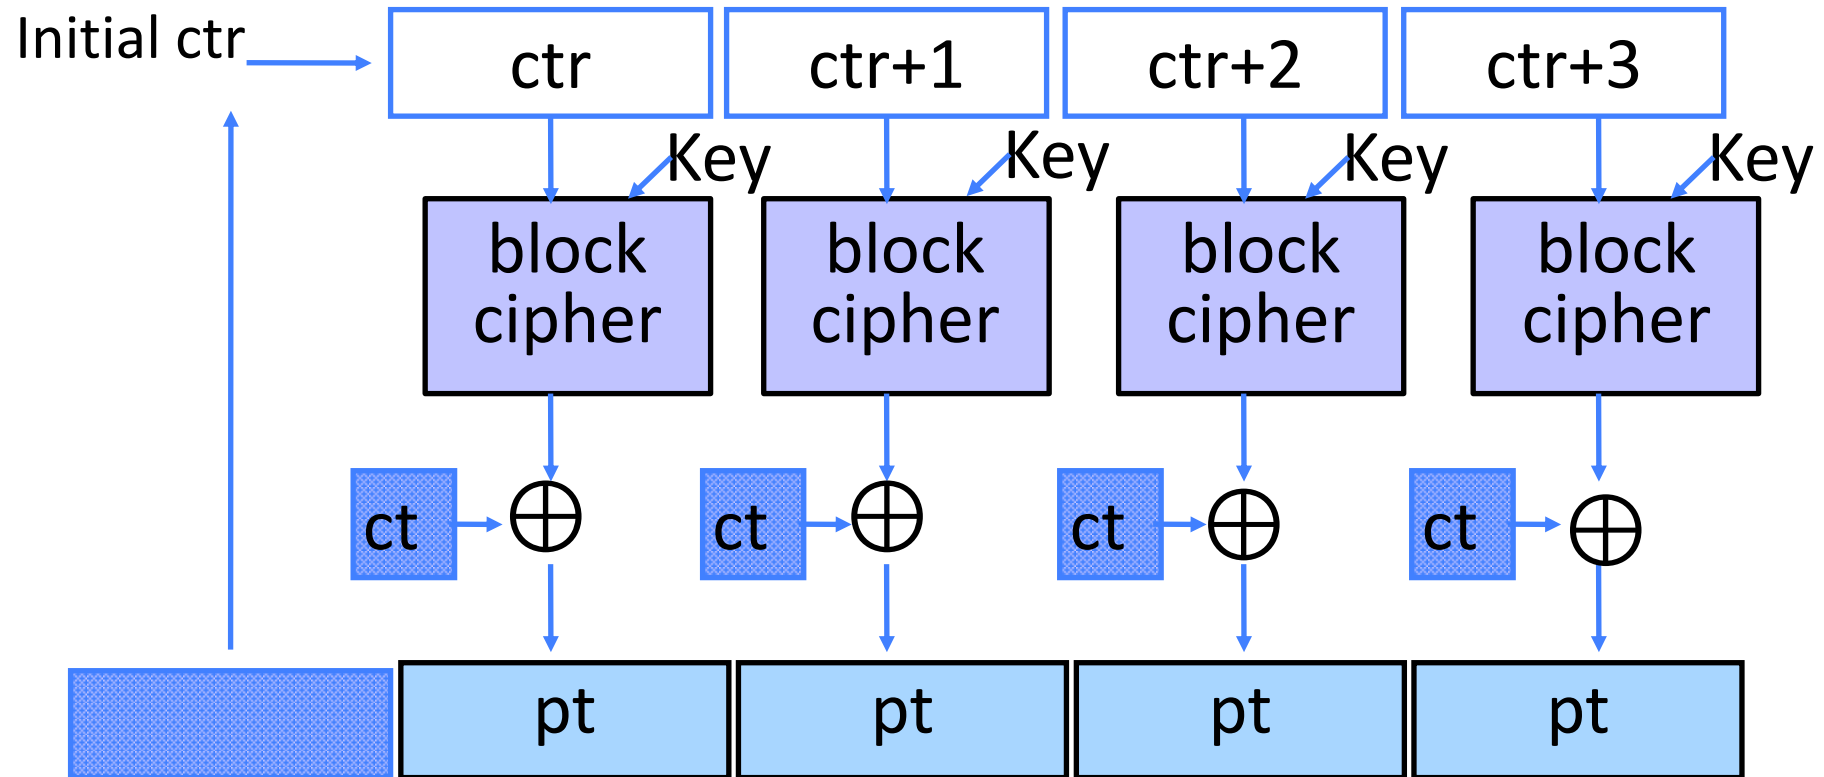 Initial ctr
ctr
ctr+1
ctr+2
ctr+3
Key
Key
Key
Key
block
cipher
block
cipher
block
cipher
block
cipher
ct
ct
ct
ct
pt
pt
pt
pt